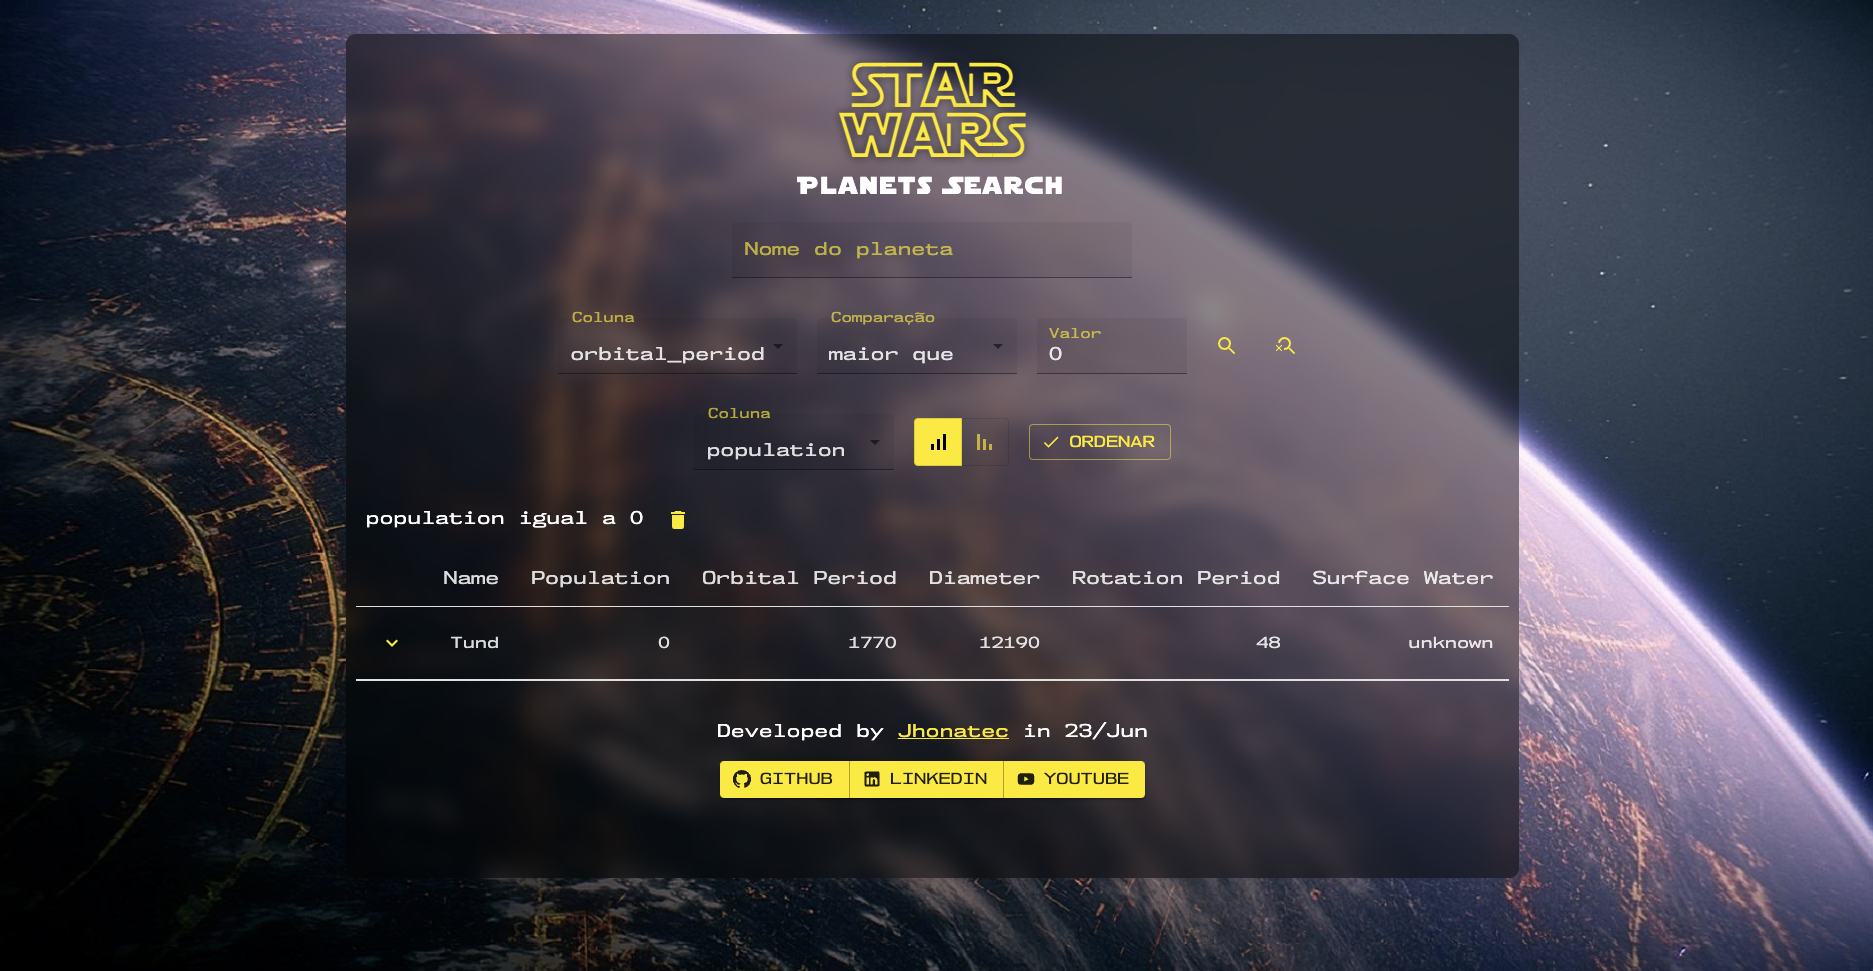 STAR
WARS
PLANETS SEARCH
Nome do planeta
Coluna Comparação Valor
orbital_period maior que 0
Coluna
population ORDENAR
population igual a 0
Name Population Orbital Period Diameter Rotation Period Surface Water
Tund 0 1770 12190 48 unknown
Developed by Jhonatec in 23/Jun
GITHUB LINKEDIN YOUTUBE